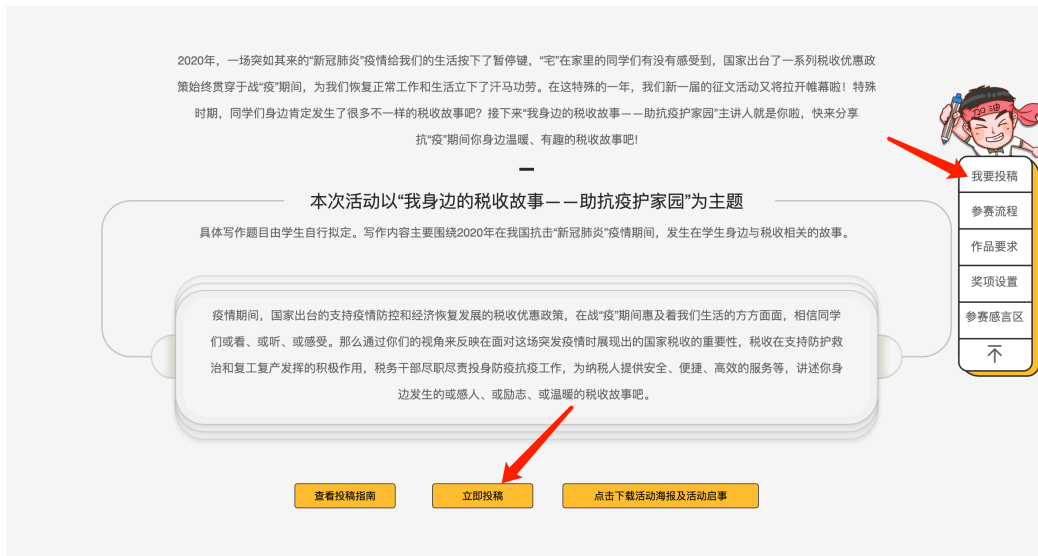 2020年，一场突如其来的“新冠肺炎”疫情给我们的生活按下了暂停键，“宅”在家里的同学们有没有感受到，国家出台了一系列税收优惠政
策始终贯穿于战“疫”期间，为我们恢复正常工作和生活立下了汗马功劳。在这特殊的一年，我们新一届的征文活动又将拉开帷幕啦！特殊
时期，同学们身边肯定发生了很多不一样的税收故事吧？接下来“我身边的税收故事——助抗疫护家园”主讲人就是你啦，快来分享
抗“疫”期间你身边温暖、有趣的税收故事吧!
本次活动以“我身边的税收故事——助抗疫护家园”为主题
具体写作题目由学生自行拟定。写作内容主要围绕2020年在我国抗击“新冠肺炎”疫情期间，发生在学生身边与税收相关的故事。
疫情期间，国家出台的支持疫情防控和经济恢复发展的税收优惠政策，在战“疫”期间惠及着我们生活的方方面面，相信同学
们或看、或听、或感受。那么通过你们的视角来反映在面对这场突发疫情时展现出的国家税收的重要性，税收在支持防护救
治和复工复产发挥的积极作用，税务干部尽职尽责投身防疫抗疫工作，为纳税人提供安全、便捷、高效的服务等，讲述你身
边发生的或感人、或励志、或温暖的税收故事吧。
查看投稿指南
立即投稿
点击下载活动海报及活动启事
加油
我要投稿
参赛流程
作品要求
奖项设置
参赛感言区